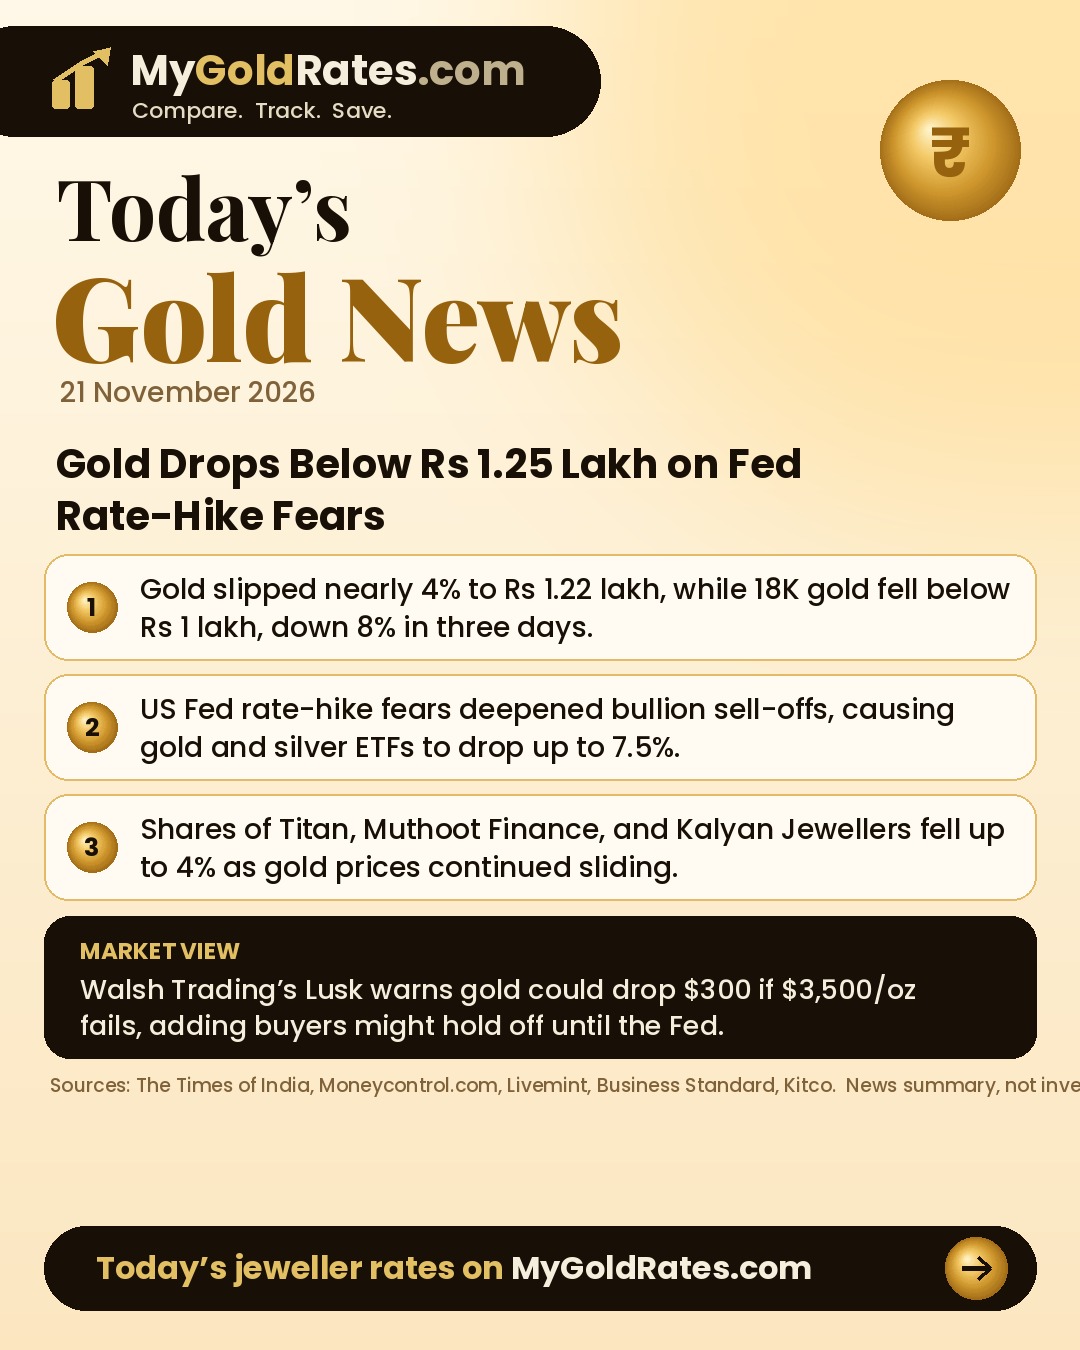 MyGoldRates.com
Compare. Track. Save.
₹
Today’s
Gold News
21 November 2026
Gold Drops Below Rs 1.25 Lakh on Fed
Rate-Hike Fears
1
Gold slipped nearly 4% to Rs 1.22 lakh, while 18K gold fell below
Rs 1 lakh, down 8% in three days.
2
US Fed rate-hike fears deepened bullion sell-offs, causing
gold and silver ETFs to drop up to 7.5%.
3
Shares of Titan, Muthoot Finance, and Kalyan Jewellers fell up
to 4% as gold prices continued sliding.
MARKET VIEW
Walsh Trading’s Lusk warns gold could drop $300 if $3,500/oz
fails, adding buyers might hold off until the Fed.
Sources: The Times of India, Moneycontrol.com, Livemint, Business Standard, Kitco. News summary, not inve
Today’s jeweller rates on MyGoldRates.com